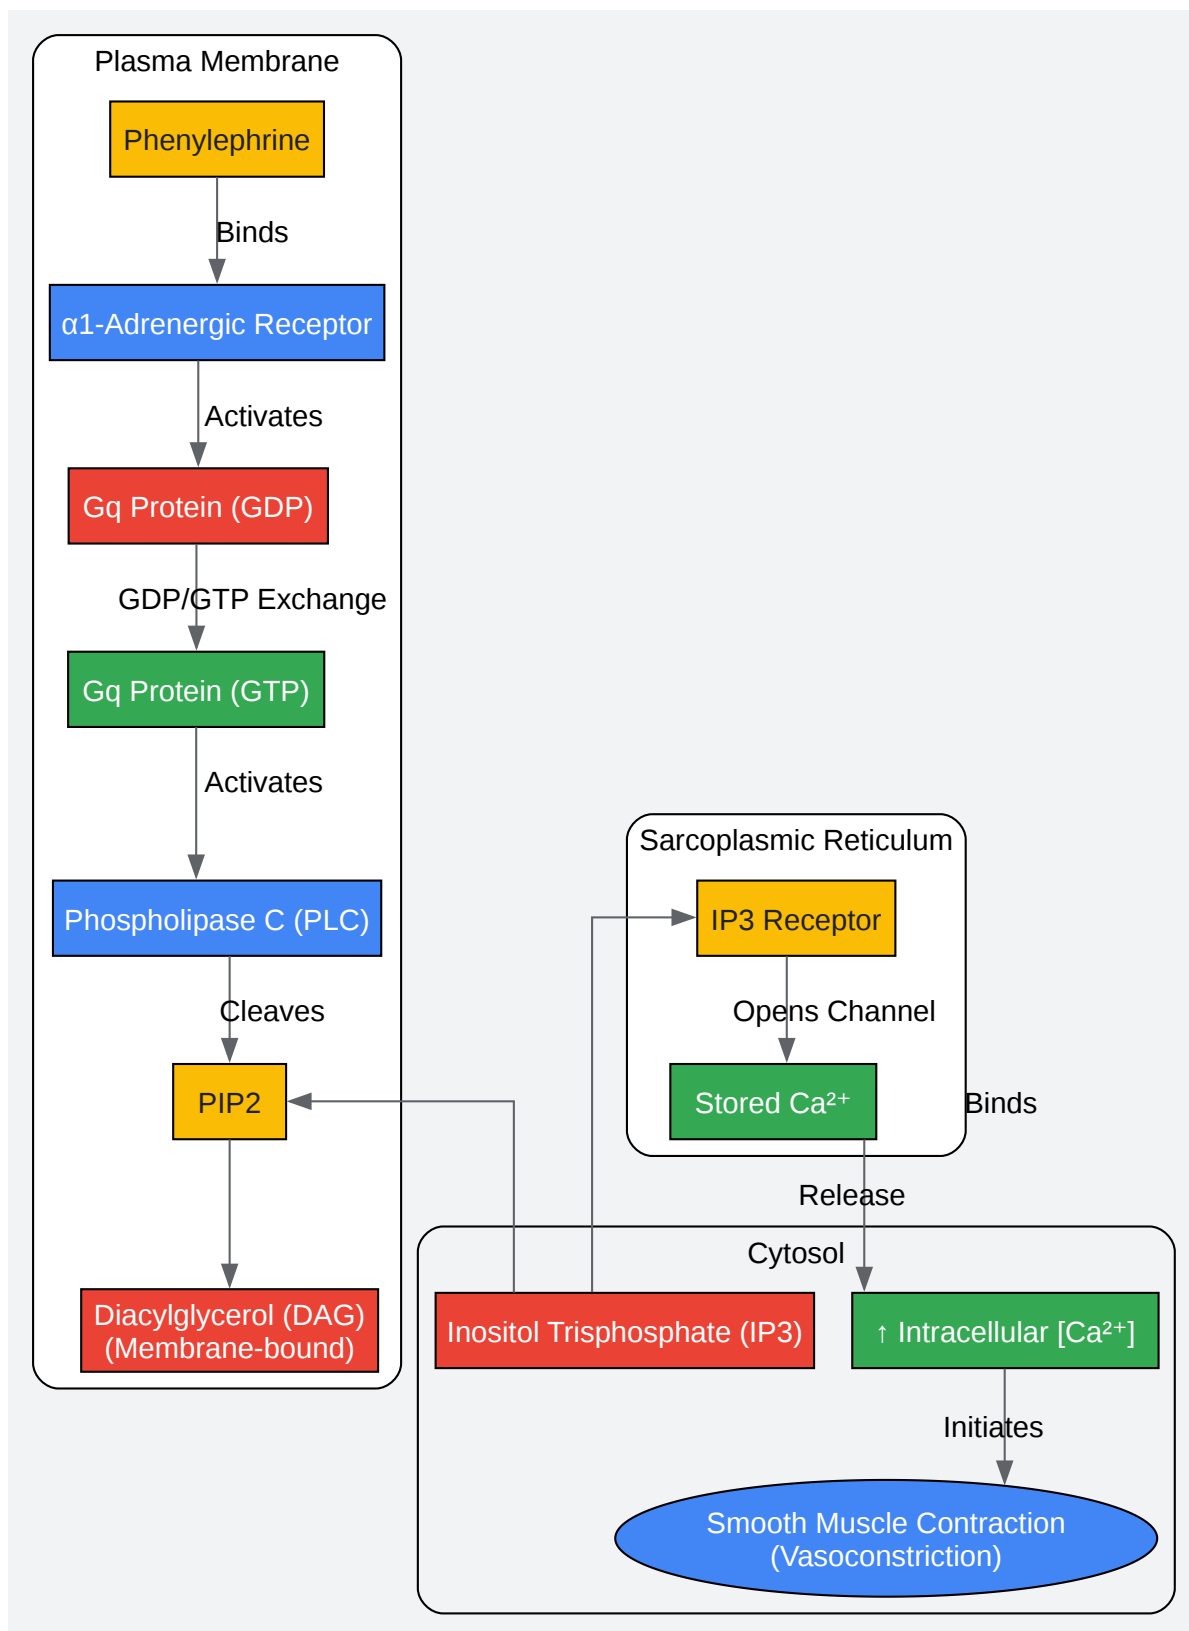 Plasma Membrane
Phenylephrine
Binds
α1-Adrenergic Receptor
Activates
Gq Protein (GDP)
GDP/GTP Exchange
Gq Protein (GTP)
Activates
Phospholipase C (PLC)
Cleaves
PIP2
Diacylglycerol (DAG)
(Membrane-bound)
Sarcoplasmic Reticulum
IP3 Receptor
Opens Channel
Stored Ca²⁺
Binds
Release
Cytosol
Inositol Trisphosphate (IP3)
↑ Intracellular [Ca²⁺]
Initiates
Smooth Muscle Contraction
(Vasoconstriction)